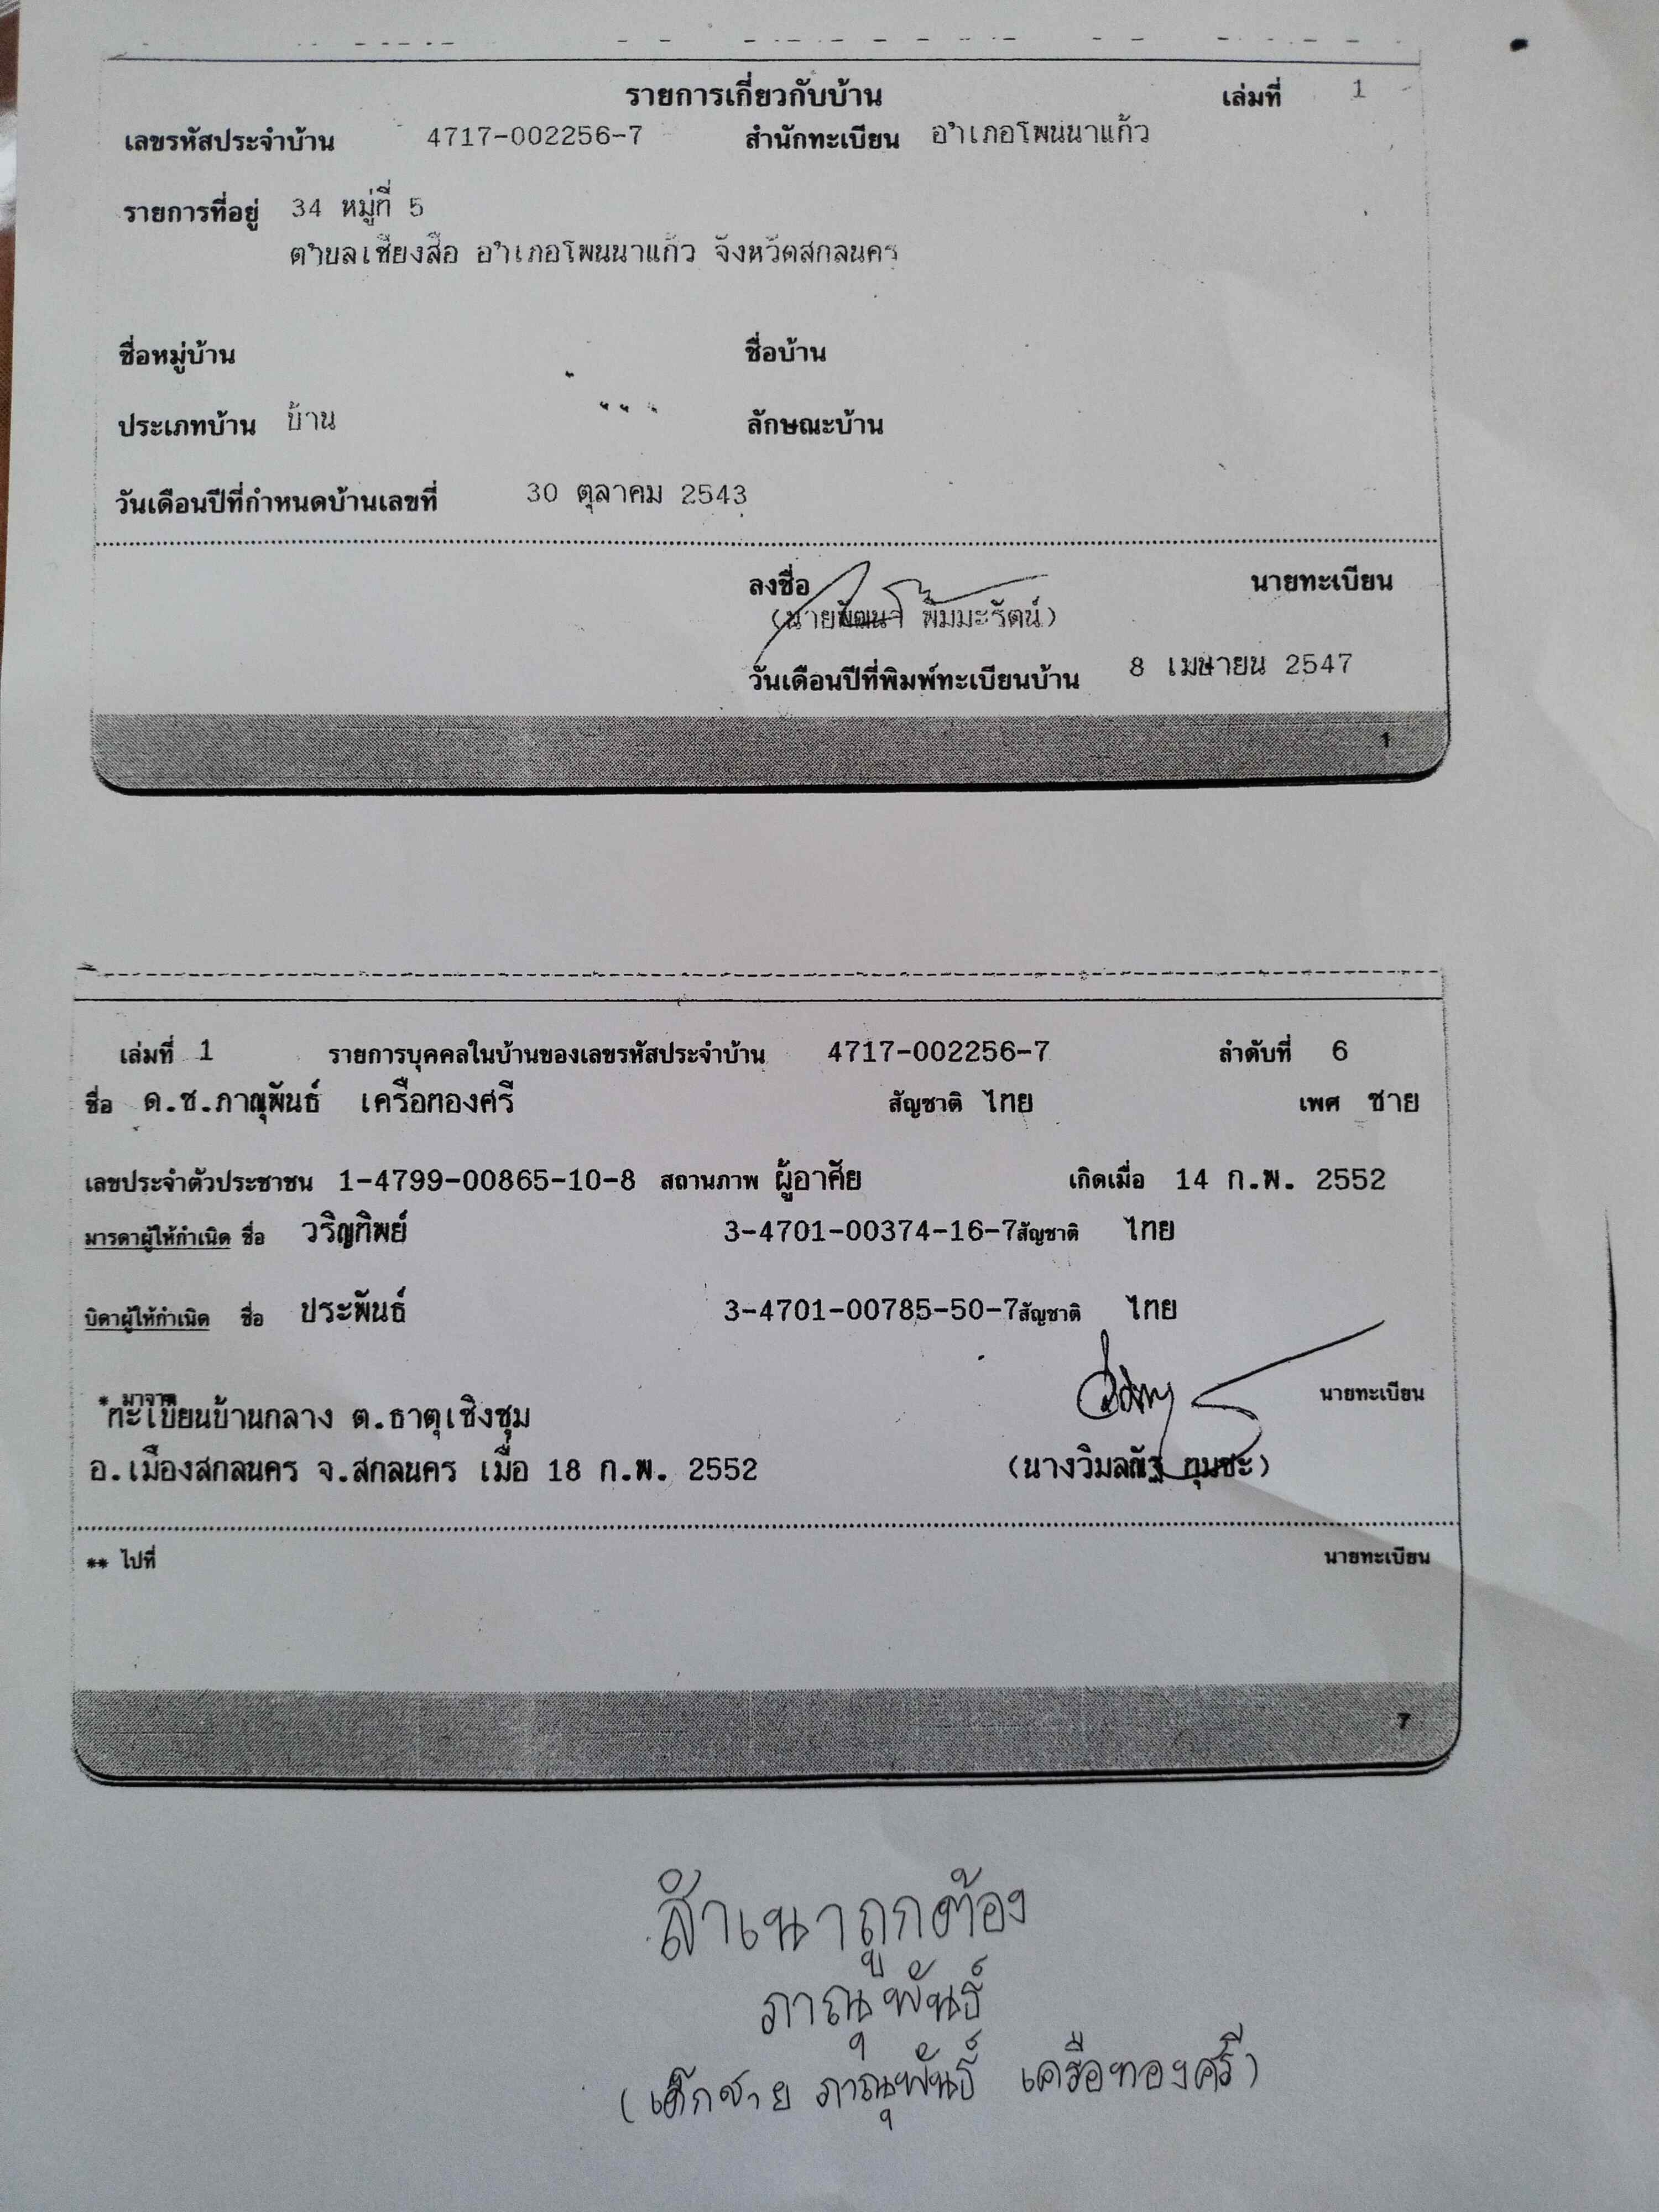 รายการเกี่ยวกับบ้าน เล่มที่ 1
เลขรหัสประจำบ้าน 4717-002256-7 สำนักทะเบียน อำเภอโพนนาแก้ว
รายการที่อยู่ 34 หมู่ที่ 5
ตำบลเชียงสือ อำเภอโพนนาแก้ว จังหวัดสกลนคร
ชื่อหมู่บ้าน ชื่อบ้าน
ประเภทบ้าน บ้าน ลักษณะบ้าน
วันเดือนปีที่กำหนดบ้านเลขที่ 30 ตุลาคม 2543
ลงชื่อ นายทะเบียน
(นายพัฒนา พิมมะรัตน์)
วันเดือนปีที่พิมพ์ทะเบียนบ้าน 8 เมษายน 2547
1
เล่มที่ 1 รายการบุคคลในบ้านของเลขรหัสประจำบ้าน 4717-002256-7 ลำดับที่ 6
ชื่อ ด.ช.ภาณุพันธ์ เครือทองศรี สัญชาติ ไทย เพศ ชาย
เลขประจำตัวประชาชน 1-4799-00865-10-8 สถานภาพ ผู้อาศัย เกิดเมื่อ 14 ก.พ. 2552
มารดาผู้ให้กำเนิด ชื่อ วริญทิพย์ 3-4701-00374-16-7 สัญชาติ ไทย
บิดาผู้ให้กำเนิด ชื่อ ประพันธ์ 3-4701-00785-50-7 สัญชาติ ไทย
* มาจาก นายทะเบียน
ทะเบียนบ้านกลาง ต.ธาตุเชิงชุม
อ.เมืองสกลนคร จ.สกลนคร เมื่อ 18 ก.พ. 2552 (นางวิมลณัฐ ขุมชะ)
** ไปที่ นายทะเบียน
7
สำเนาถูกต้อง
ภาณุพันธ์
(เด็กชาย ภาณุพันธ์ เครือทองศรี)